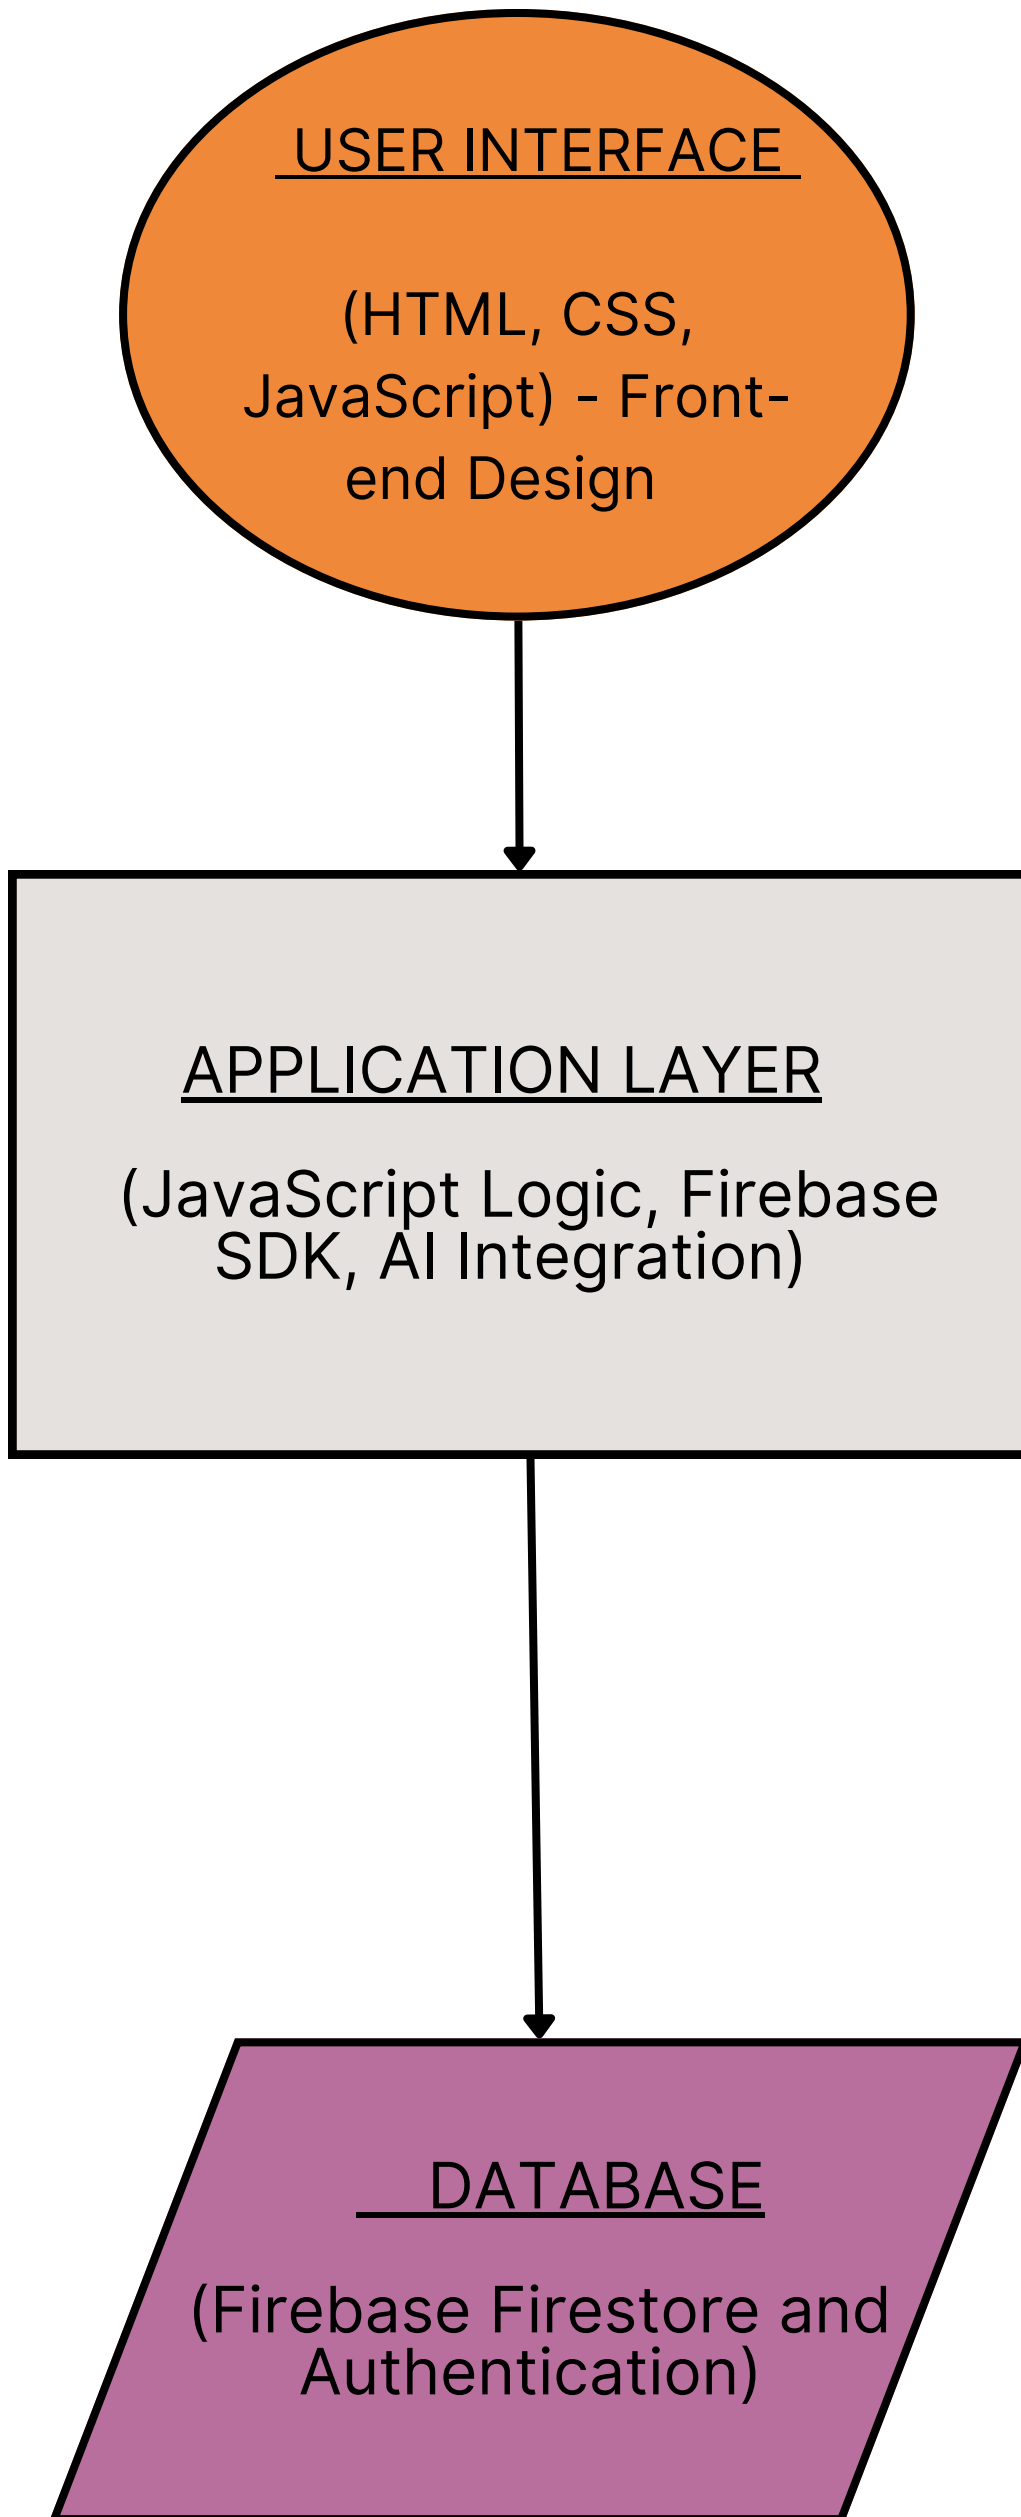 USER INTERFACE
(HTML, CSS,
JavaScript) - Front-
end Design
APPLICATION LAYER
(JavaScript Logic, Firebase
SDK, AI Integration)
DATABASE
(Firebase Firestore and
Authentication)